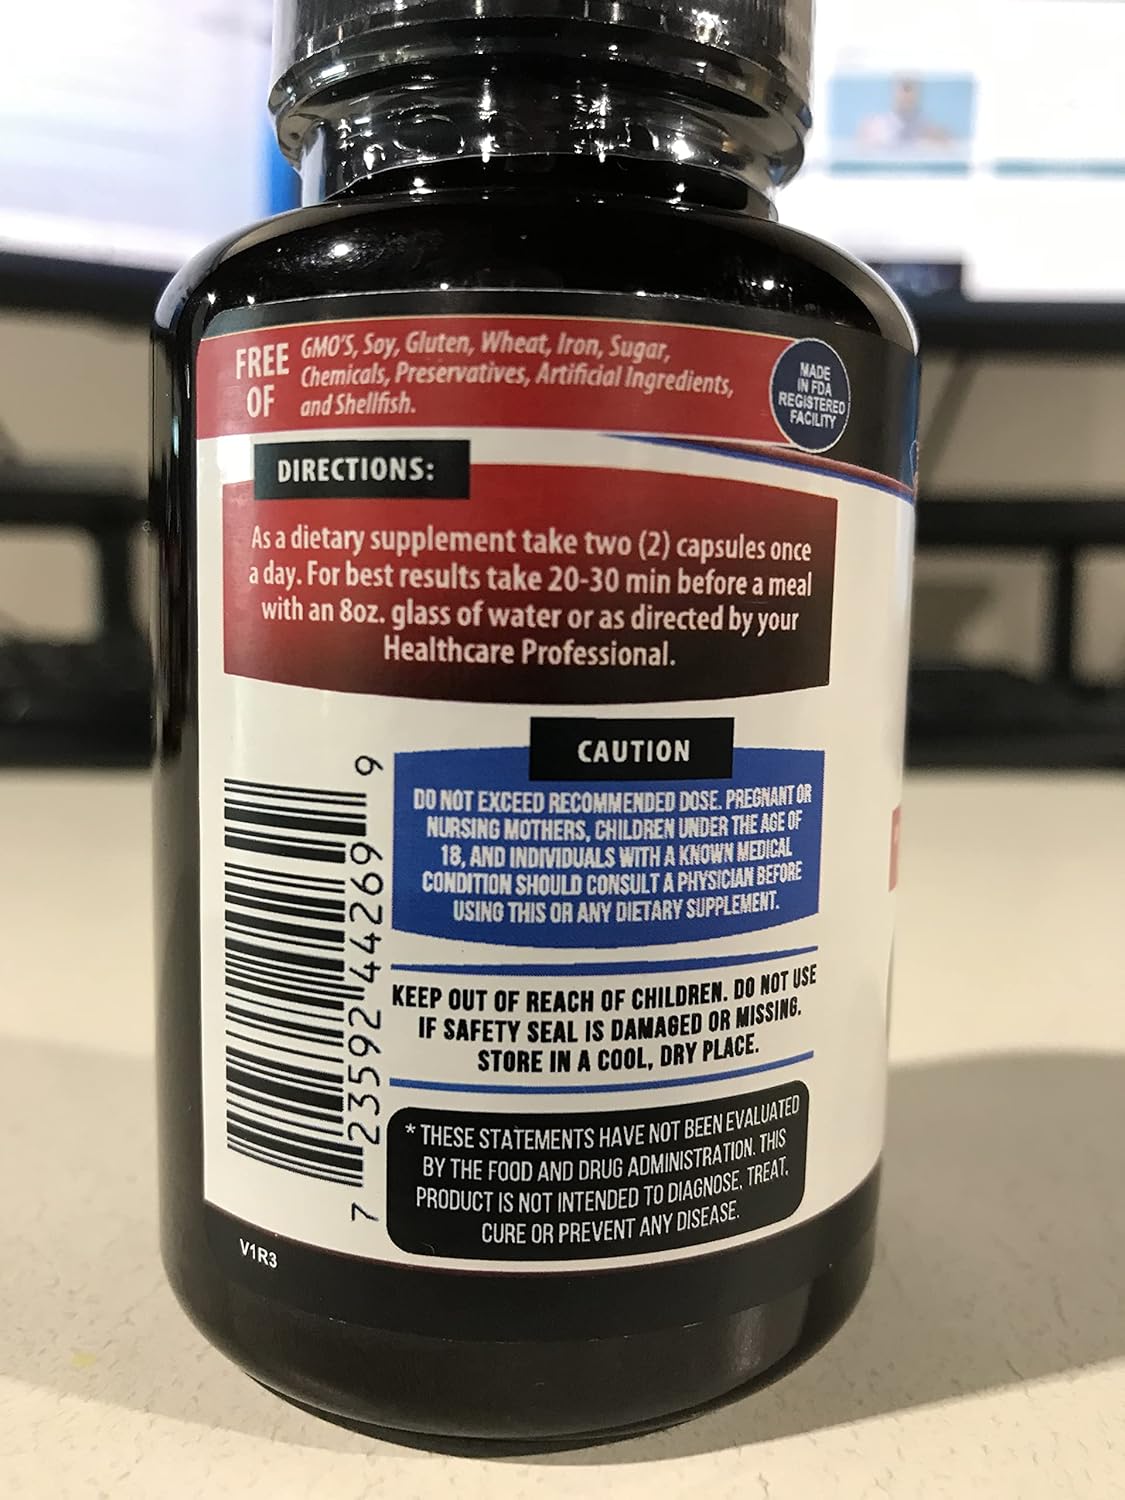 FREE OF
GMO'S, Soy, Gluten, Wheat, Iron, Sugar,
Chemicals, Preservatives, Artificial Ingredients,
and Shellfish.
MADE
IN FDA
REGISTERED
FACILITY
DIRECTIONS:
As a dietary supplement take two (2) capsules once
a day. For best results take 20-30 min before a meal
with an 8oz. glass of water or as directed by your
Healthcare Professional.
CAUTION
DO NOT EXCEED RECOMMENDED DOSE. PREGNANT OR
NURSING MOTHERS, CHILDREN UNDER THE AGE OF
18, AND INDIVIDUALS WITH A KNOWN MEDICAL
CONDITION SHOULD CONSULT A PHYSICIAN BEFORE
USING THIS OR ANY DIETARY SUPPLEMENT.
KEEP OUT OF REACH OF CHILDREN. DO NOT USE
IF SAFETY SEAL IS DAMAGED OR MISSING.
STORE IN A COOL, DRY PLACE.
* THESE STATEMENTS HAVE NOT BEEN EVALUATED
BY THE FOOD AND DRUG ADMINISTRATION. THIS
PRODUCT IS NOT INTENDED TO DIAGNOSE, TREAT,
CURE OR PREVENT ANY DISEASE.
7 23592 44269 9
V1R3